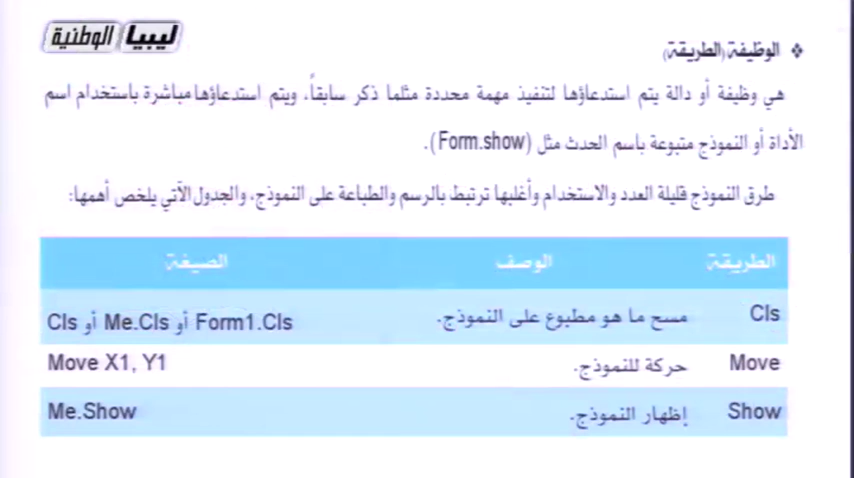 ليبيا الوطنية
❖ الوظيفة (الطريقة)
هي وظيفة أو دالة يتم استدعاؤها لتنفيذ مهمة محددة مثلما ذكر سابقاً، ويتم استدعاؤها مباشرة باستخدام اسم
الأداة أو النموذج متبوعة باسم الحدث مثل (Form.show).
طرق النموذج قليلة العدد والاستخدام وأغلبها ترتبط بالرسم والطباعة على النموذج، والجدول الآتي يلخص أهمها:
الطريقة الوصف الصيغة
Cls مسح ما هو مطبوع على النموذج. Form1.Cls أو Me.Cls أو Cls
Move حركة للنموذج. Move X1, Y1
Show إظهار النموذج. Me.Show